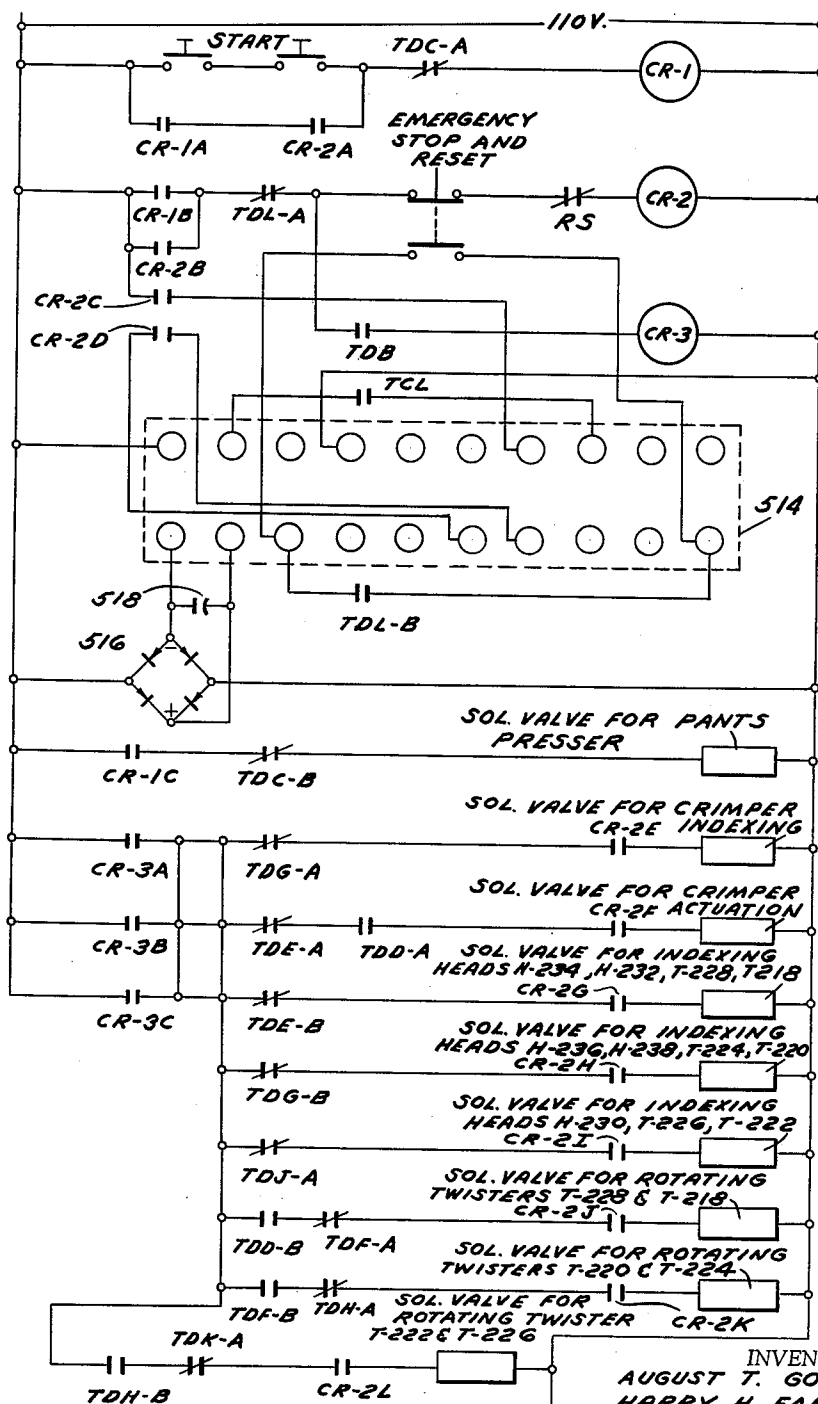 110V.
START
TDC-A
CR-1
CR-1A
CR-2A
EMERGENCY
STOP AND
RESET
CR-1B
TDL-A
RS
CR-2
CR-2B
CR-2C
CR-2D
TDB
CR-3
TCL
514
518
TDL-B
516
−
+
SOL. VALVE FOR PANTS
PRESSER
CR-1C
TDC-B
SOL. VALVE FOR CRIMPER
CR-2E INDEXING
CR-3A
TDG-A
SOL. VALVE FOR CRIMPER
CR-2F ACTUATION
CR-3B
TDE-A
TDD-A
SOL. VALVE FOR INDEXING
HEADS H-234, H-232, T-228, T218
CR-2G
CR-3C
TDE-B
SOL. VALVE FOR INDEXING
HEADS H-236, H-238, T-224, T-220
CR-2H
TDG-B
SOL. VALVE FOR INDEXING
HEADS H-230, T-226, T-222
CR-2I
TDJ-A
SOL. VALVE FOR ROTATING
TWISTERS T-228 & T-218
CR-2J
TDD-B
TDF-A
SOL. VALVE FOR ROTATING
TWISTERS T-220 & T-224
TDF-B
TDH-A
CR-2K
SOL. VALVE FOR
ROTATING TWISTER
T-222 & T-226
TDK-A
TDH-B
CR-2L
INVEN
AUGUST T. GO
HARRY H. EA